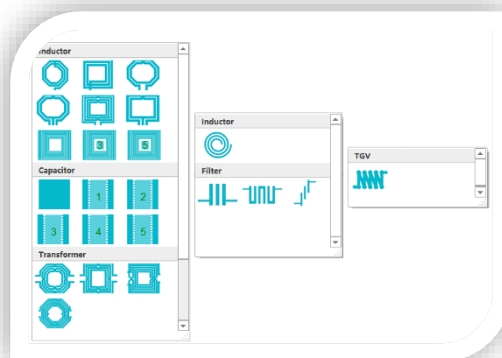 Inductor
3
5
Capacitor
1
2
3
4
5
Transformer
Inductor
Filter
TGV